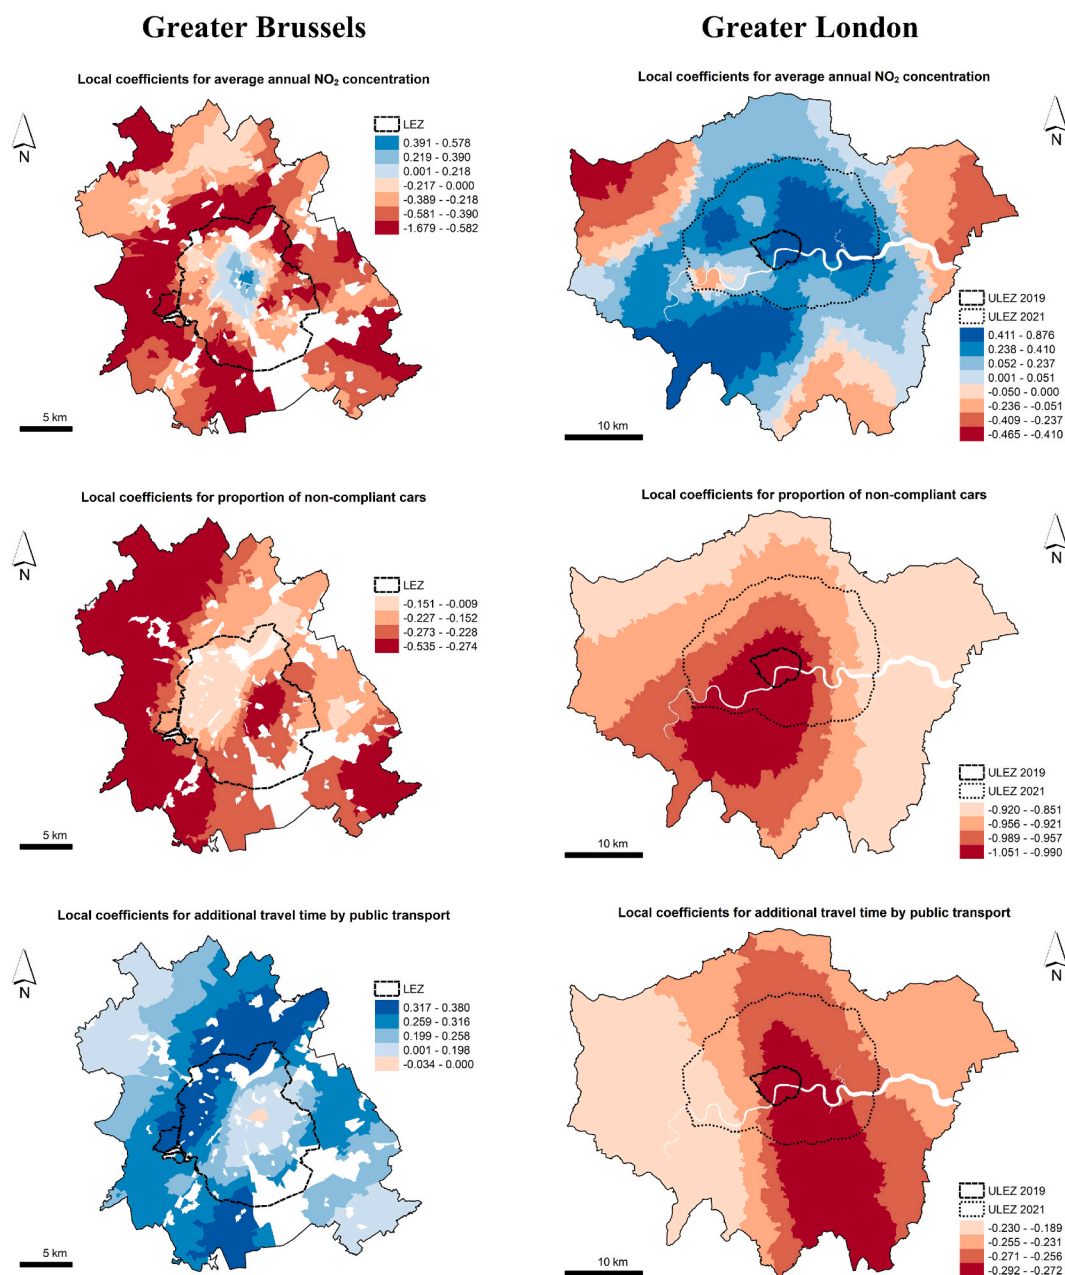 Greater Brussels
Greater London
Local coefficients for average annual NO₂ concentration
N
LEZ
0.391 - 0.578
0.219 - 0.390
0.001 - 0.218
-0.217 - 0.000
-0.389 - -0.218
-0.581 - -0.390
-1.679 - -0.582
5 km
Local coefficients for average annual NO₂ concentration
N
ULEZ 2019
ULEZ 2021
0.411 - 0.876
0.238 - 0.410
0.052 - 0.237
0.001 - 0.051
-0.050 - 0.000
-0.236 - -0.051
-0.409 - -0.237
-0.465 - -0.410
10 km
Local coefficients for proportion of non-compliant cars
N
LEZ
-0.151 - -0.009
-0.227 - -0.152
-0.273 - -0.228
-0.535 - -0.274
5 km
Local coefficients for proportion of non-compliant cars
N
ULEZ 2019
ULEZ 2021
-0.920 - -0.851
-0.956 - -0.921
-0.989 - -0.957
-1.051 - -0.990
10 km
Local coefficients for additional travel time by public transport
N
LEZ
0.317 - 0.380
0.259 - 0.316
0.199 - 0.258
0.001 - 0.198
-0.034 - 0.000
5 km
Local coefficients for additional travel time by public transport
N
ULEZ 2019
ULEZ 2021
-0.230 - -0.189
-0.255 - -0.231
-0.271 - -0.256
-0.292 - -0.272
10 km